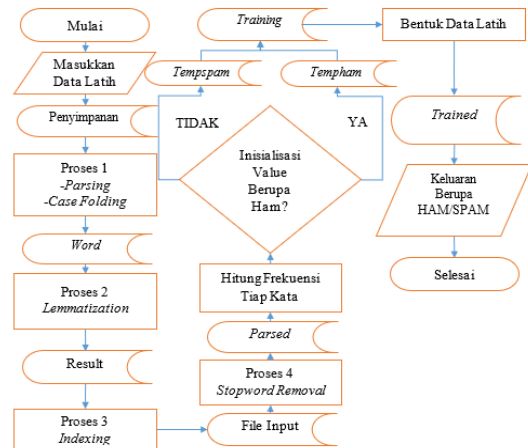 Mulai
Masukkan
Data Latih
Penyimpanan
Proses 1
-Parsing
-Case Folding
Word
Proses 2
Lemmatization
Result
Proses 3
Indexing
File Input
Proses 4
Stopword Removal
Parsed
Hitung Frekuensi
Tiap Kata
Inisialisasi
Value
Berupa
Ham?
TIDAK
YA
Tempspam
Tempham
Training
Bentuk Data Latih
Trained
Keluaran
Berupa
HAM/SPAM
Selesai